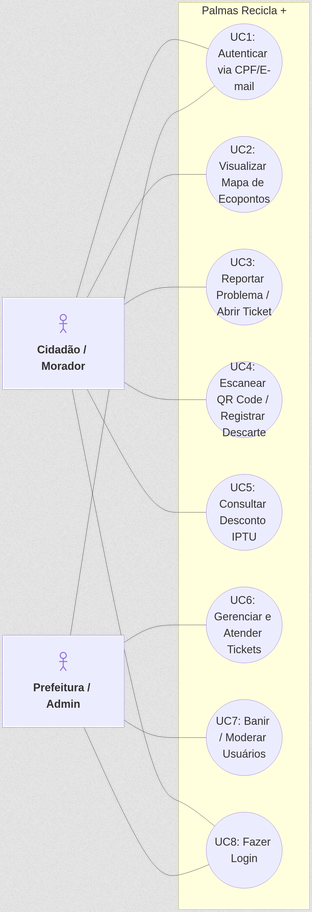 Palmas Recicla +
UC1:
Autenticar
via CPF/E-
mail
UC2:
Visualizar
Mapa de
Ecopontos
UC3:
Reportar
Problema /
Abrir Ticket
Cidadão /
Morador
UC4:
Escanear
QR Code /
Registrar
Descarte
UC5:
Consultar
Desconto
IPTU
UC6:
Gerenciar e
Atender
Tickets
Prefeitura /
Admin
UC7: Banir
/ Moderar
Usuários
UC8: Fazer
Login